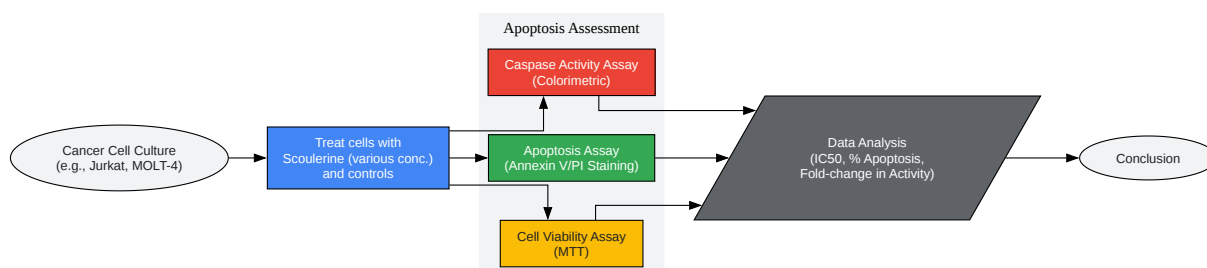 Apoptosis Assessment
Caspase Activity Assay
(Colorimetric)
Cancer Cell Culture
(e.g., Jurkat, MOLT-4)
Treat cells with
Scoulerine (various conc.)
and controls
Apoptosis Assay
(Annexin V/PI Staining)
Cell Viability Assay
(MTT)
Data Analysis
(IC50, % Apoptosis,
Fold-change in Activity)
Conclusion